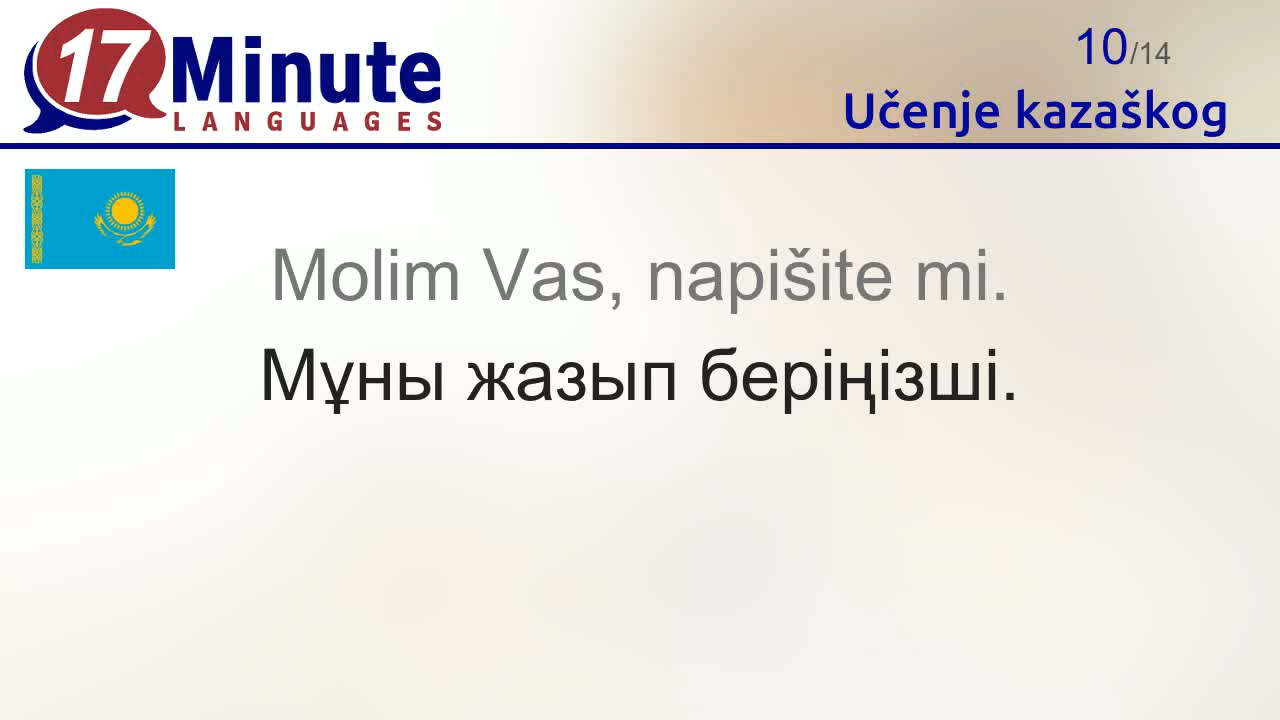 17 Minute
LANGUAGES
10/14
Učenje kazaškog
Molim Vas, napišite mi.
Мұны жазып беріңізші.